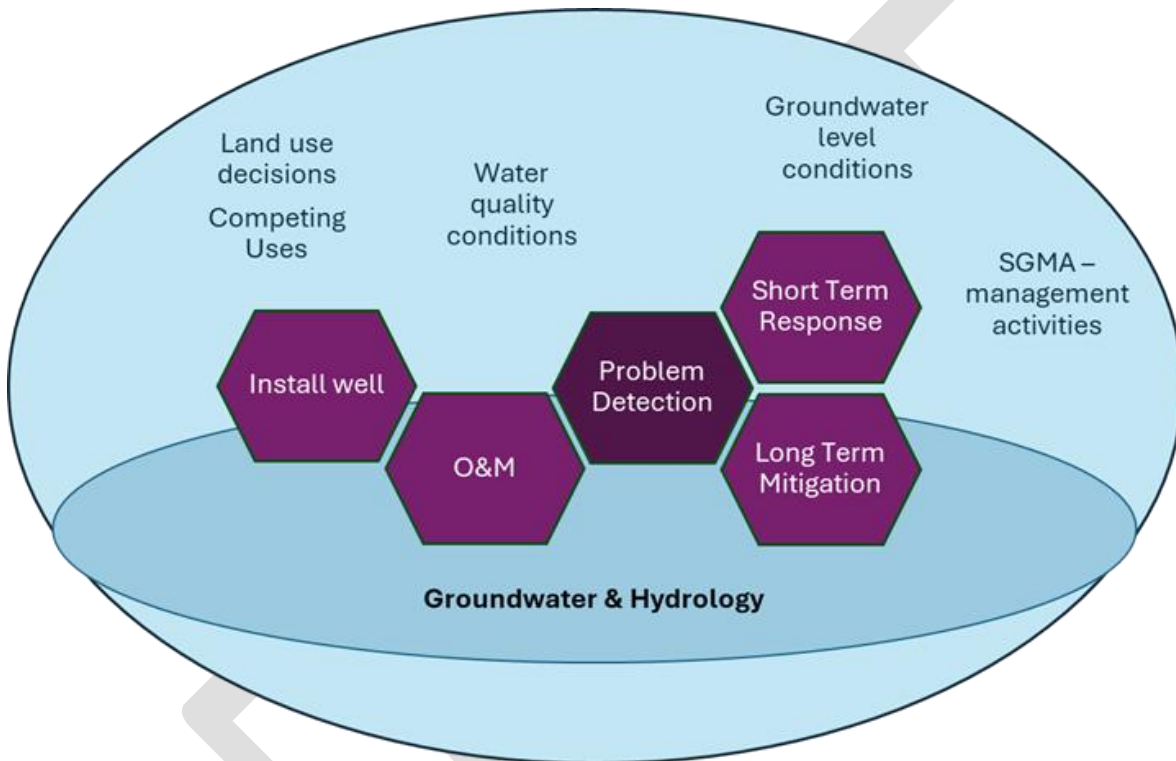 Land use
decisions
Competing
Uses
Water
quality
conditions
Groundwater
level
conditions
SGMA –
management
activities
Install well
O&M
Problem
Detection
Short Term
Response
Long Term
Mitigation
Groundwater & Hydrology